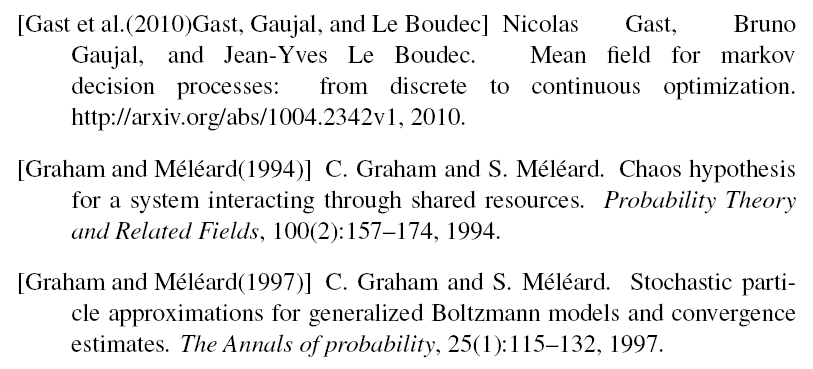 [Gast et al.(2010)Gast, Gaujal, and Le Boudec] Nicolas Gast, Bruno
Gaujal, and Jean-Yves Le Boudec. Mean field for markov
decision processes: from discrete to continuous optimization.
http://arxiv.org/abs/1004.2342v1, 2010.
[Graham and Méléard(1994)] C. Graham and S. Méléard. Chaos hypothesis
for a system interacting through shared resources. Probability Theory
and Related Fields, 100(2):157–174, 1994.
[Graham and Méléard(1997)] C. Graham and S. Méléard. Stochastic parti-
cle approximations for generalized Boltzmann models and convergence
estimates. The Annals of probability, 25(1):115–132, 1997.